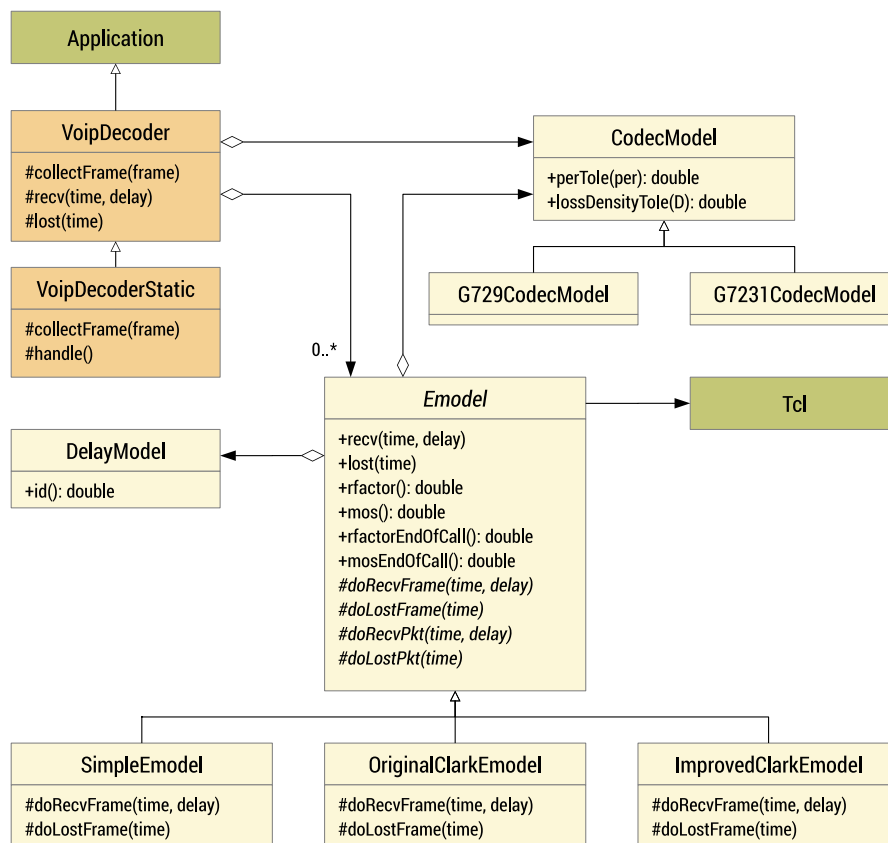 Application
VoipDecoder
#collectFrame(frame)
#recv(time, delay)
#lost(time)
VoipDecoderStatic
#collectFrame(frame)
#handle()
CodecModel
+perTole(per): double
+lossDensityTole(D): double
G729CodecModel
G7231CodecModel
0..*
Emodel
+recv(time, delay)
+lost(time)
+rfactor(): double
+mos(): double
+rfactorEndOfCall(): double
+mosEndOfCall(): double
#doRecvFrame(time, delay)
#doLostFrame(time)
#doRecvPkt(time, delay)
#doLostPkt(time)
Tcl
DelayModel
+id(): double
SimpleEmodel
#doRecvFrame(time, delay)
#doLostFrame(time)
OriginalClarkEmodel
#doRecvFrame(time, delay)
#doLostFrame(time)
ImprovedClarkEmodel
#doRecvFrame(time, delay)
#doLostFrame(time)